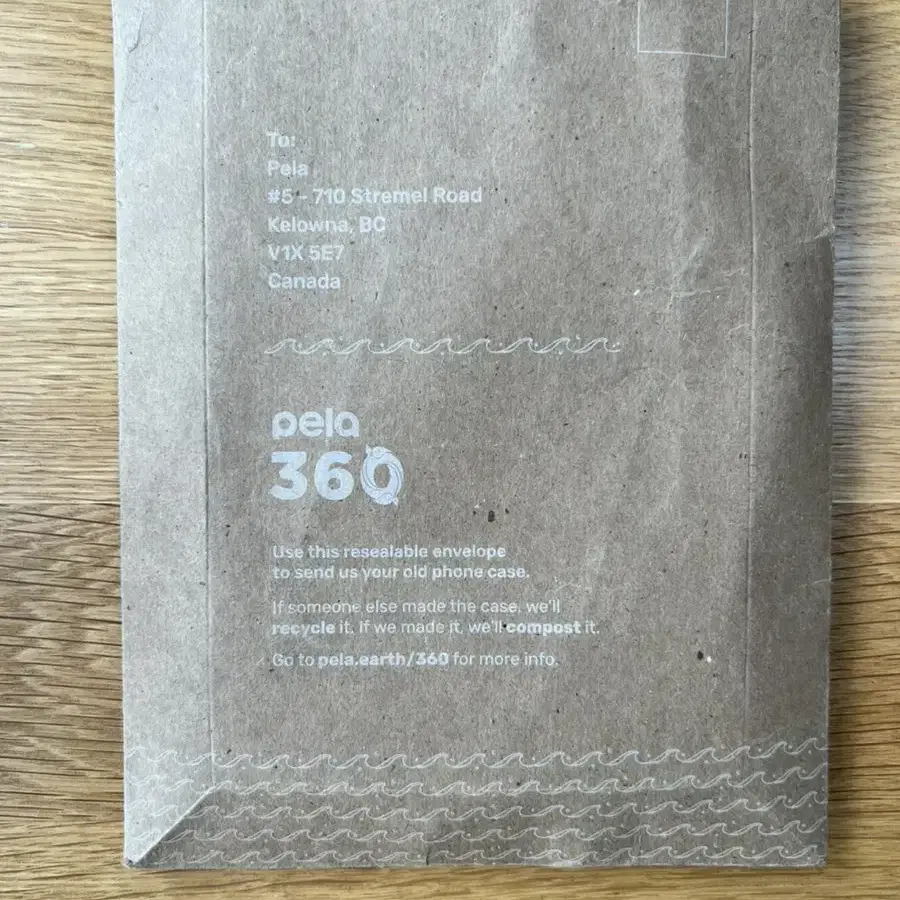 To:
Pela
#5 - 710 Stremel Road
Kelowna, BC
V1X 5E7
Canada
pela
360
Use this resealable envelope
to send us your old phone case.
If someone else made the case, we'll
recycle it. If we made it, we'll compost it.
Go to pela.earth/360 for more info.